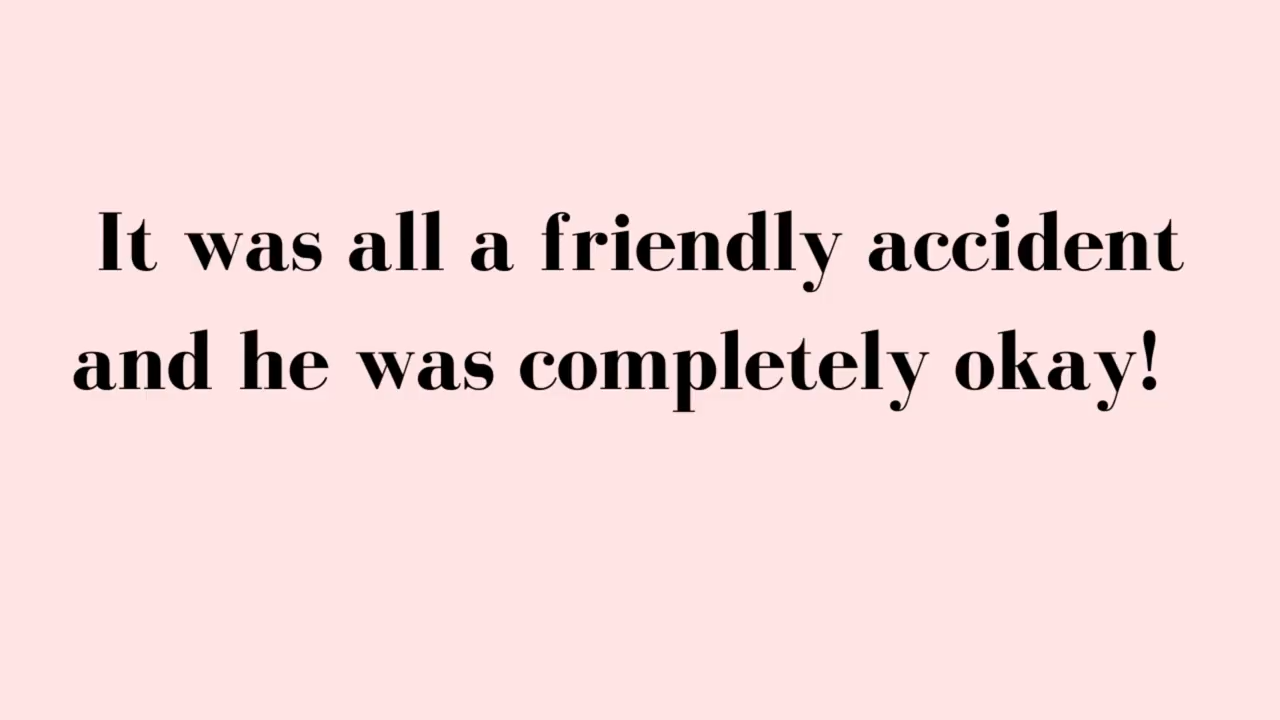 It was all a friendly accident
and he was completely okay!